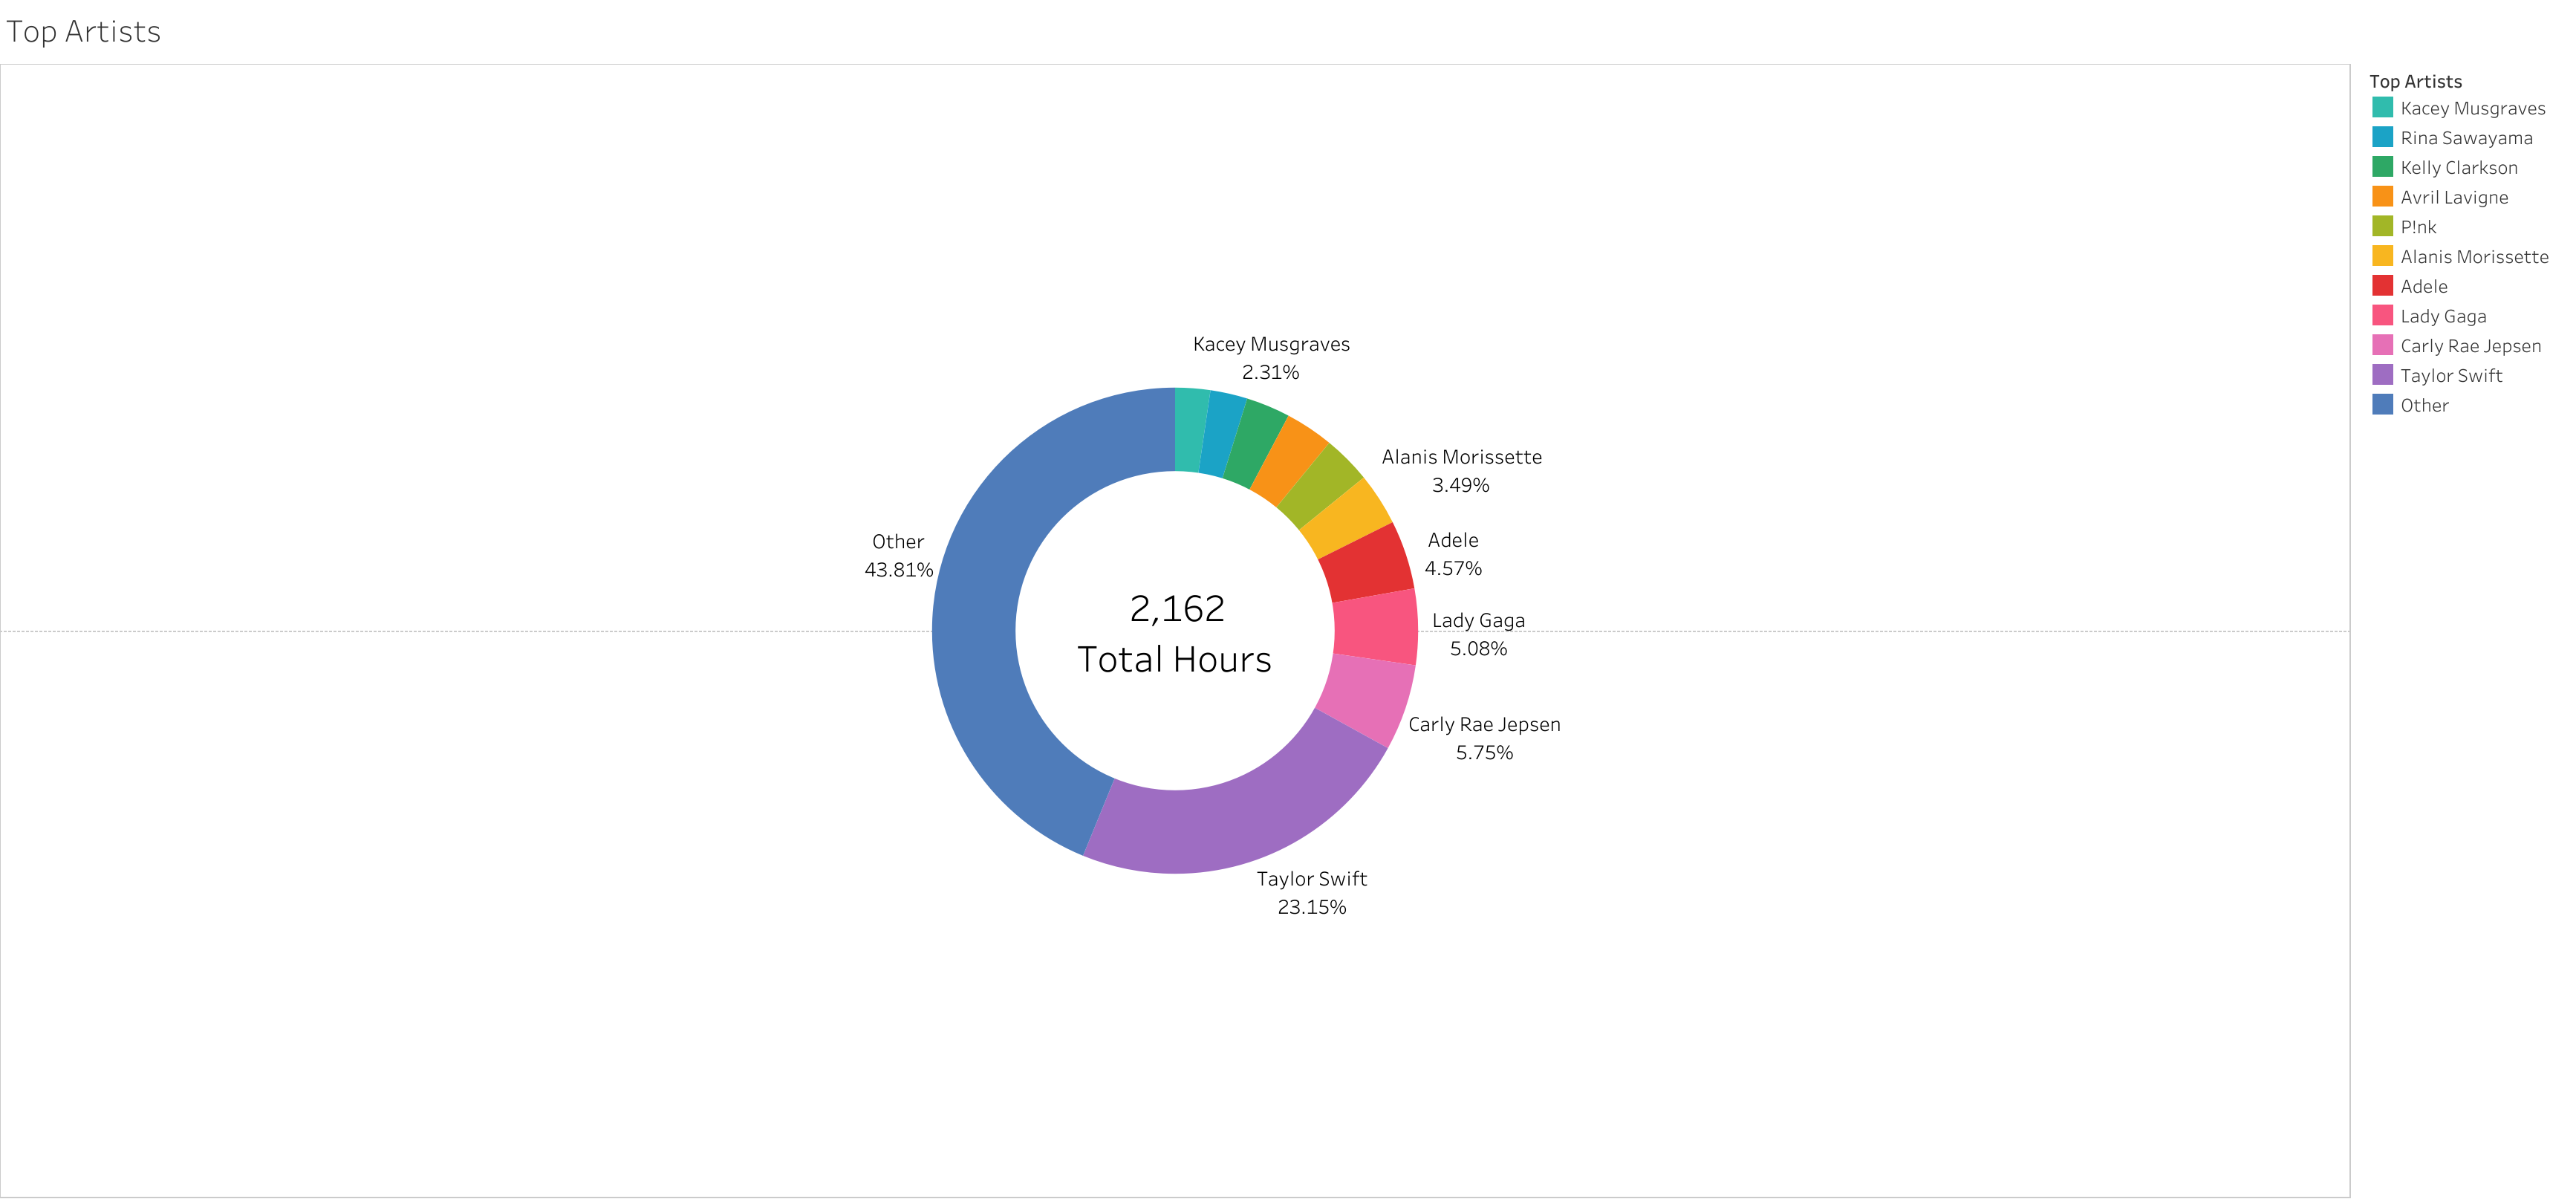 Top Artists
Kacey Musgraves
2.31%
Alanis Morissette
3.49%
Adele
4.57%
Lady Gaga
5.08%
Carly Rae Jepsen
5.75%
Taylor Swift
23.15%
Other
43.81%
2,162
Total Hours
Top Artists
Kacey Musgraves
Rina Sawayama
Kelly Clarkson
Avril Lavigne
P!nk
Alanis Morissette
Adele
Lady Gaga
Carly Rae Jepsen
Taylor Swift
Other